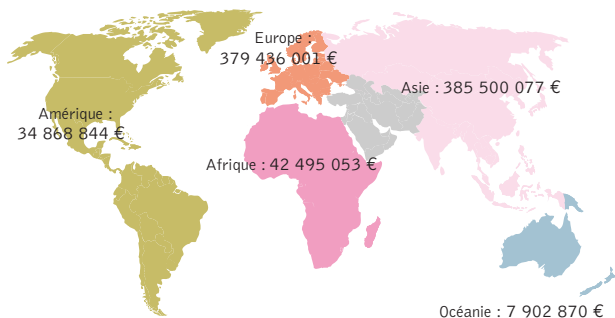 Europe :
379 436 001 €
Asie : 385 500 077 €
Amérique :
34 868 844 €
Afrique : 42 495 053 €
Océanie : 7 902 870 €